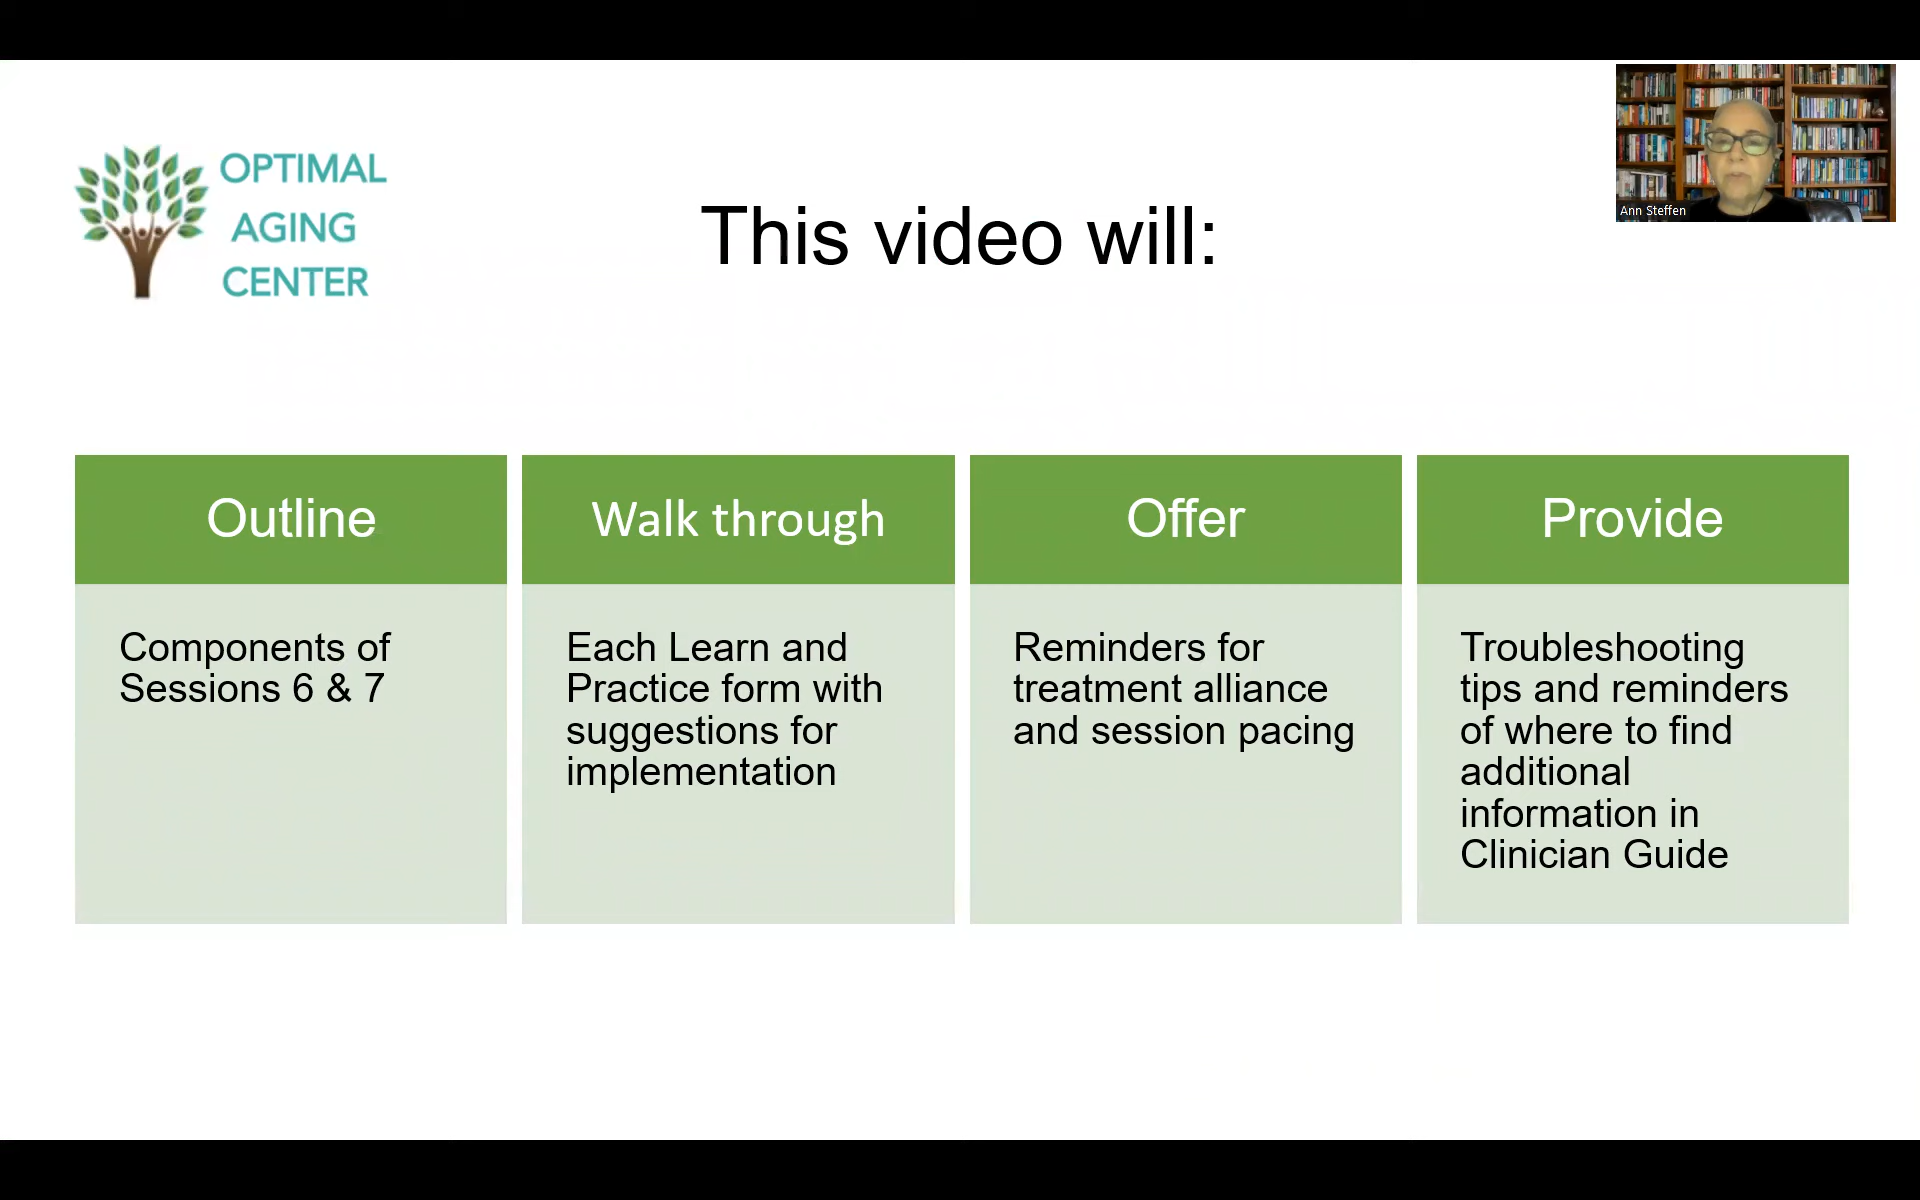 OPTIMAL
AGING
CENTER
This video will:
Ann Steffen
Outline
Components of
Sessions 6 & 7
Walk through
Each Learn and
Practice form with
suggestions for
implementation
Offer
Reminders for
treatment alliance
and session pacing
Provide
Troubleshooting
tips and reminders
of where to find
additional
information in
Clinician Guide